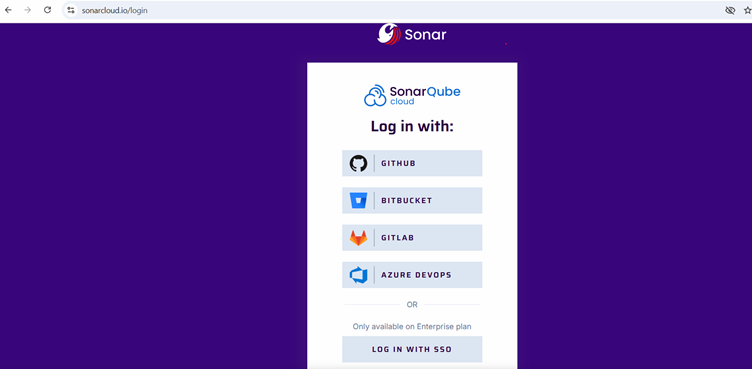 sonarcloud.io/login
Sonar
SonarQube
cloud
Log in with:
GITHUB
BITBUCKET
GITLAB
AZURE DEVOPS
OR
Only available on Enterprise plan
LOG IN WITH SSO